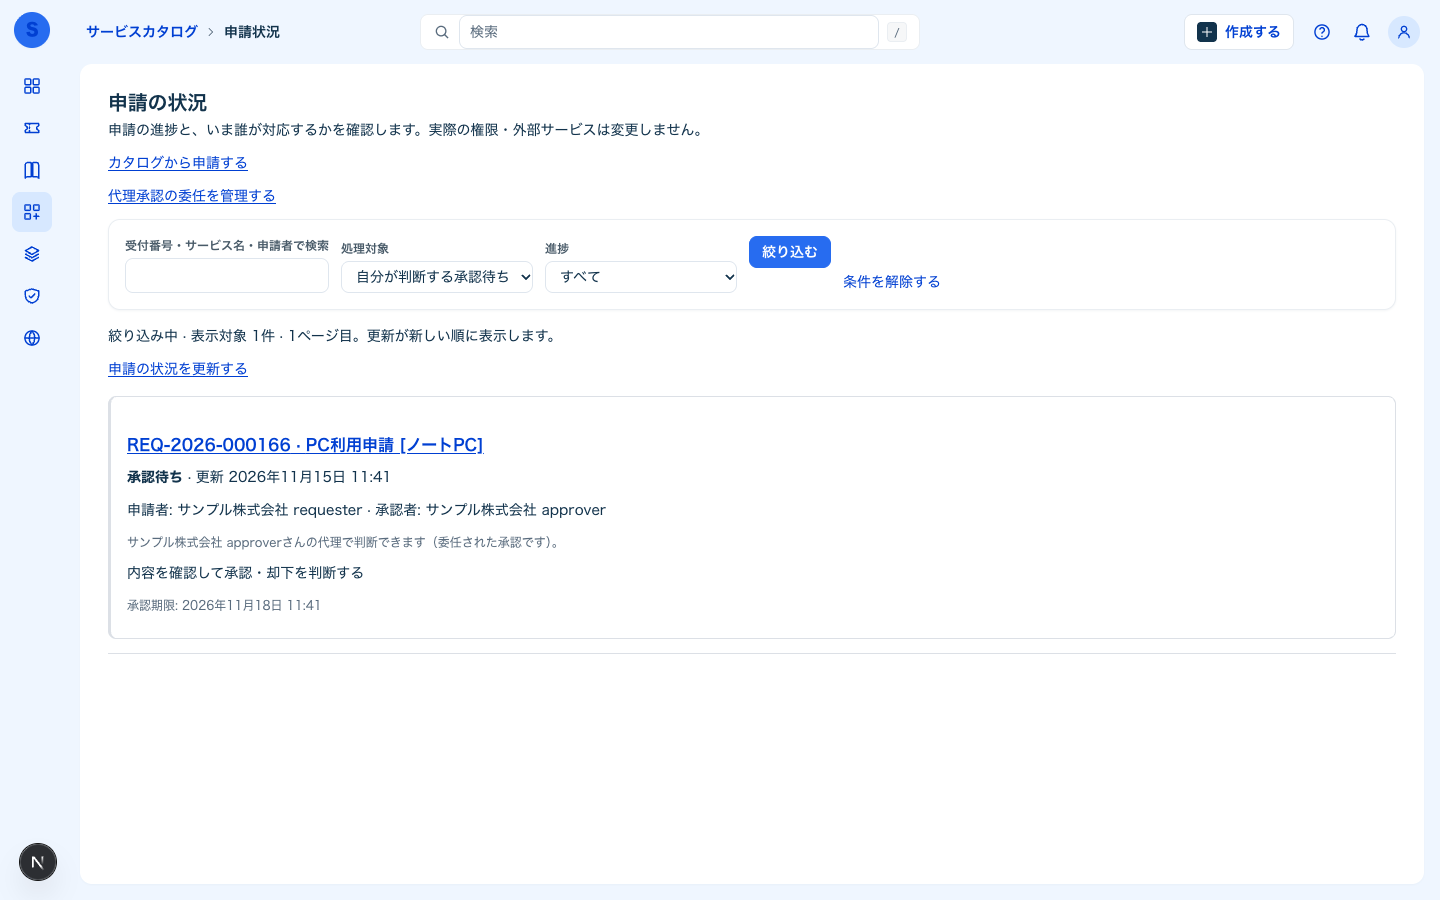 S
サービスカタログ > 申請状況
検索
/
作成する
申請の状況
申請の進捗と、いま誰が対応するかを確認します。実際の権限・外部サービスは変更しません。
カタログから申請する
代理承認の委任を管理する
受付番号・サービス名・申請者で検索
処理対象
進捗
自分が判断する承認待ち
すべて
絞り込む
条件を解除する
絞り込み中 · 表示対象 1件 · 1ページ目。更新が新しい順に表示します。
申請の状況を更新する
REQ-2026-000166 · PC利用申請 [ノートPC]
承認待ち · 更新 2026年11月15日 11:41
申請者: サンプル株式会社 requester · 承認者: サンプル株式会社 approver
サンプル株式会社 approverさんの代理で判断できます（委任された承認です）。
内容を確認して承認・却下を判断する
承認期限: 2026年11月18日 11:41
N